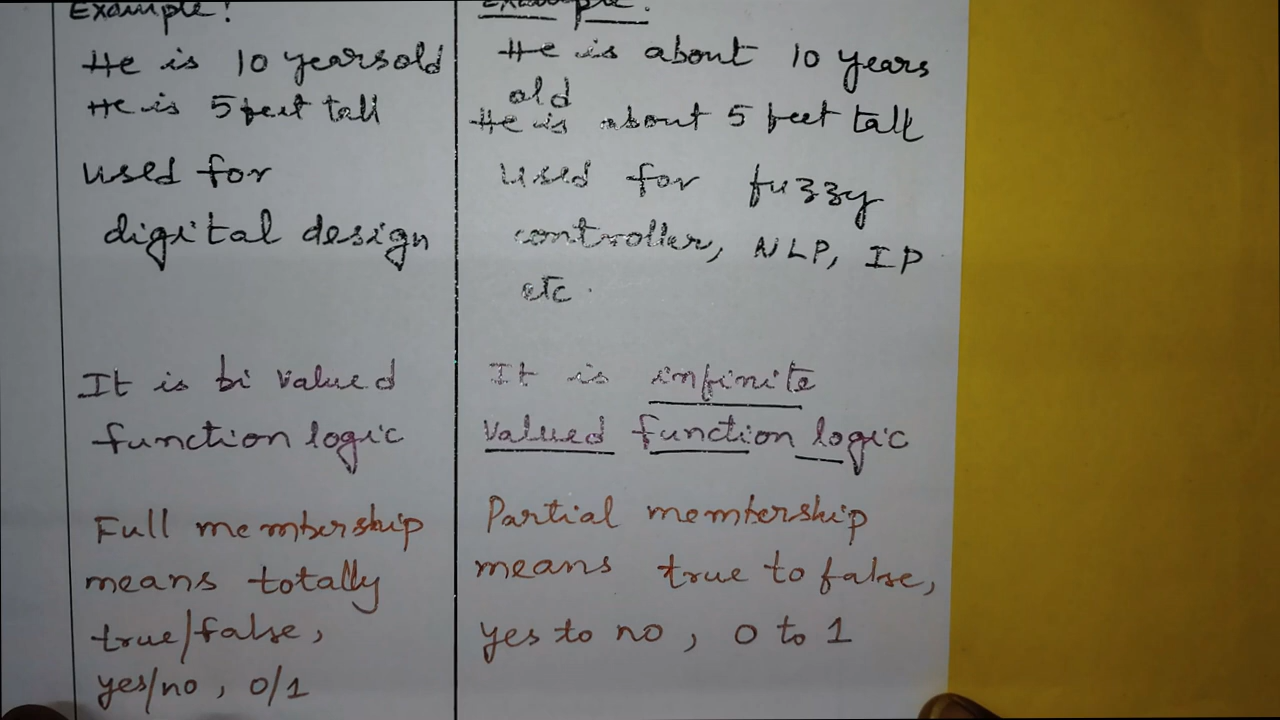 Example:
He is 10 years old
He is 5 feet tall
used for
digital design
It is bi valued
function logic
Full membership
means totally
true/false,
yes/no, 0/1
Example:
He is about 10 years
old
He is about 5 feet tall
used for fuzzy
controller, NLP, IP
etc.
It is infinite
valued function logic
Partial membership
means true to false,
yes to no, 0 to 1